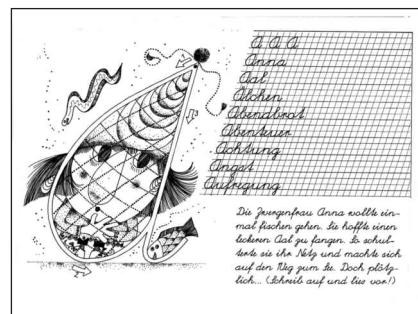 A A A
Anna
Aal
Älchen
Abendbrot
Abenteuer
Achtung
Angst
Aufregung
Die Zwergenfrau Anna wollte ein-
mal fischen gehen. Sie hoffte einen
leckeren Aal zu fangen. So schul-
terte sie ihr Netz und machte sich
auf den Weg zum See. Doch plötz-
lich... (Schreib auf und lies vor!)